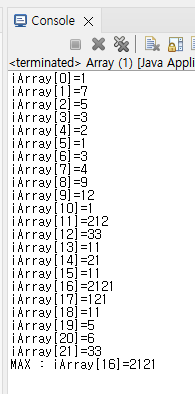 Console
<terminated> Array (1) [Java Appli
iArray[0]=1
iArray[1]=7
iArray[2]=5
iArray[3]=3
iArray[4]=2
iArray[5]=1
iArray[6]=3
iArray[7]=4
iArray[8]=9
iArray[9]=12
iArray[10]=1
iArray[11]=212
iArray[12]=33
iArray[13]=11
iArray[14]=21
iArray[15]=11
iArray[16]=2121
iArray[17]=121
iArray[18]=11
iArray[19]=5
iArray[20]=6
iArray[21]=33
MAX : iArray[16]=2121